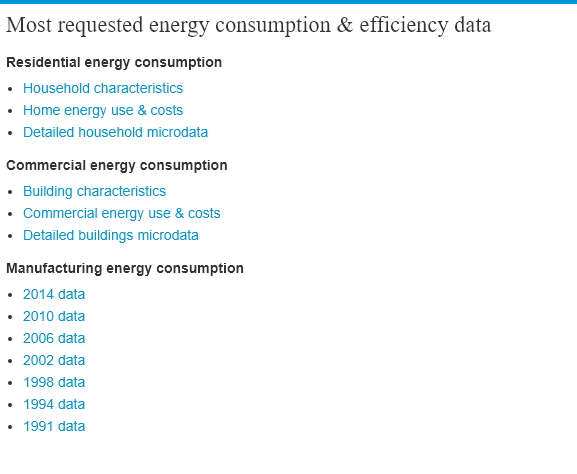 Most requested energy consumption & efficiency data
Residential energy consumption
• Household characteristics
• Home energy use & costs
• Detailed household microdata
Commercial energy consumption
• Building characteristics
• Commercial energy use & costs
• Detailed buildings microdata
Manufacturing energy consumption
• 2014 data
• 2010 data
• 2006 data
• 2002 data
• 1998 data
• 1994 data
• 1991 data